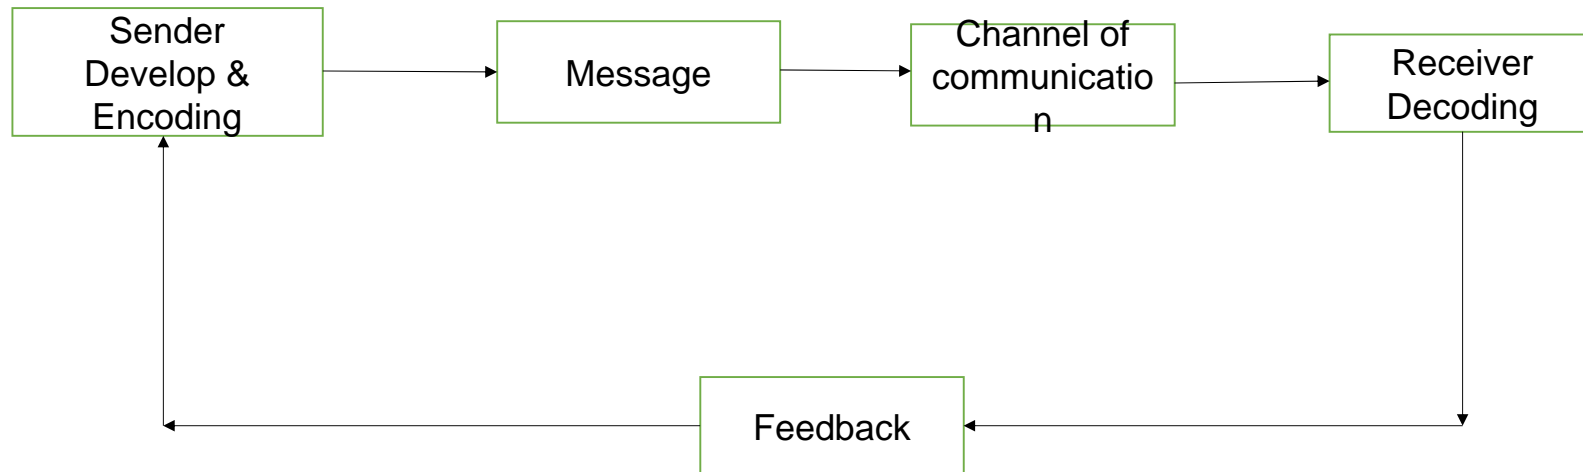 Sender
Develop &
Encoding
Message
Channel of
communicatio
n
Receiver
Decoding
Feedback